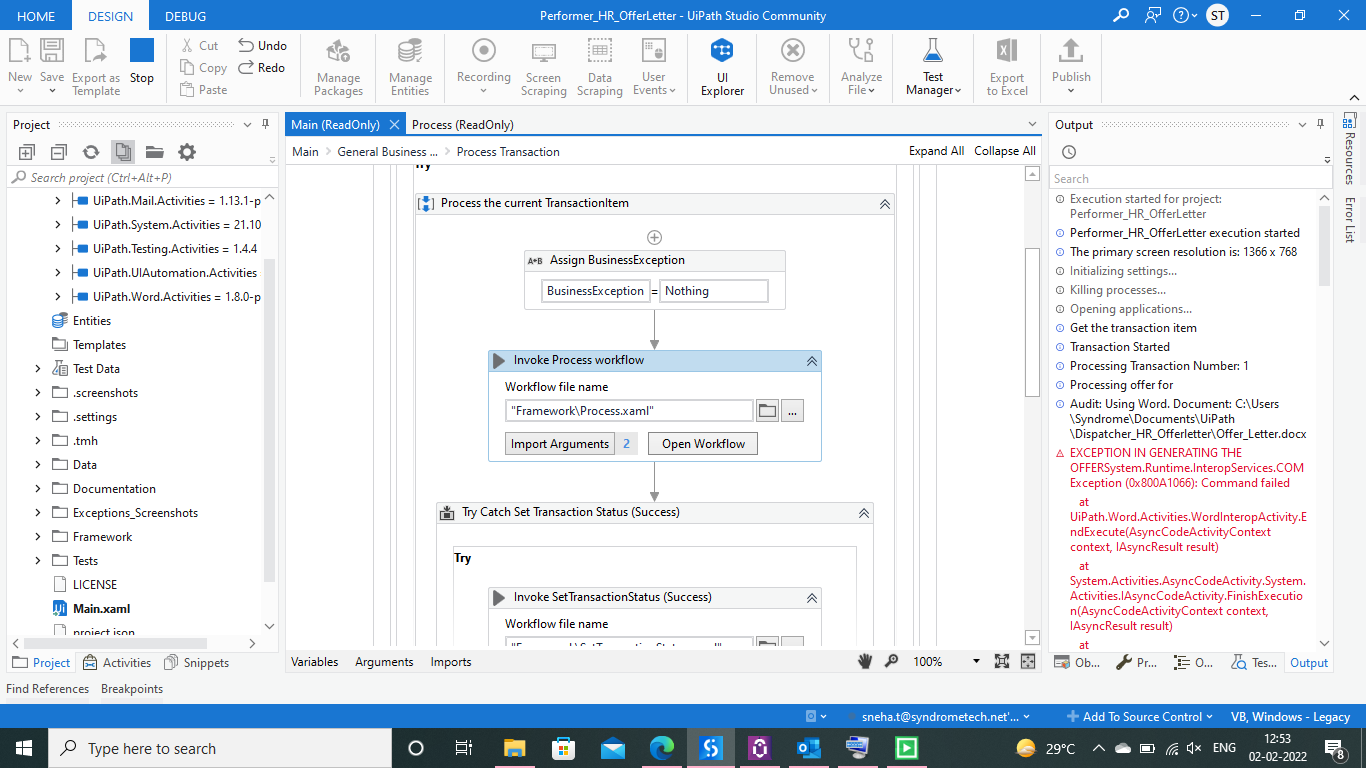 HOME DESIGN DEBUG
Performer_HR_OfferLetter - UiPath Studio Community
ST
New
Save
Export as
Template
Stop
Cut
Copy
Paste
Undo
Redo
Manage
Packages
Manage
Entities
Recording
Screen
Scraping
Data
Scraping
User
Events
UI
Explorer
Remove
Unused
Analyze
File
Test
Manager
Export
to Excel
Publish
Project
Search project (Ctrl+Alt+P)
UiPath.Mail.Activities = 1.13.1-p
UiPath.System.Activities = 21.10
UiPath.Testing.Activities = 1.4.4
UiPath.UIAutomation.Activities
UiPath.Word.Activities = 1.8.0-p
Entities
Templates
Test Data
.screenshots
.settings
.tmh
Data
Documentation
Exceptions_Screenshots
Framework
Tests
LICENSE
Main.xaml
project.json
Project Activities Snippets
Find References Breakpoints
Main (ReadOnly) Process (ReadOnly)
Main > General Business ... > Process Transaction
Expand All Collapse All
Try
Process the current TransactionItem
A+B Assign BusinessException
BusinessException = Nothing
Invoke Process workflow
Workflow file name
"Framework\Process.xaml"
...
Import Arguments 2 Open Workflow
Try Catch Set Transaction Status (Success)
Try
Invoke SetTransactionStatus (Success)
Workflow file name
Variables Arguments Imports
100%
Output
Search
Execution started for project:
Performer_HR_OfferLetter
Performer_HR_OfferLetter execution started
The primary screen resolution is: 1366 x 768
Initializing settings...
Killing processes...
Opening applications...
Get the transaction item
Transaction Started
Processing Transaction Number: 1
Processing offer for
Audit: Using Word. Document: C:\Users
\Syndrome\Documents\UiPath
\Dispatcher_HR_Offerletter\Offer_Letter.docx
EXCEPTION IN GENERATING THE
OFFERSystem.Runtime.InteropServices.COM
Exception (0x800A1066): Command failed
at
UiPath.Word.Activities.WordInteropActivity.E
ndExecute(AsyncCodeActivityContext
context, IAsyncResult result)
at
System.Activities.AsyncCodeActivity.System.
Activities.IAsyncCodeActivity.FinishExecutio
n(AsyncCodeActivityContext context,
IAsyncResult result)
at
Ob... Pr... O... Tes... Output
Resources
Error List
sneha.t@syndrometech.net'... Add To Source Control VB, Windows - Legacy
Type here to search
29°C
ENG
12:53
02-02-2022
8